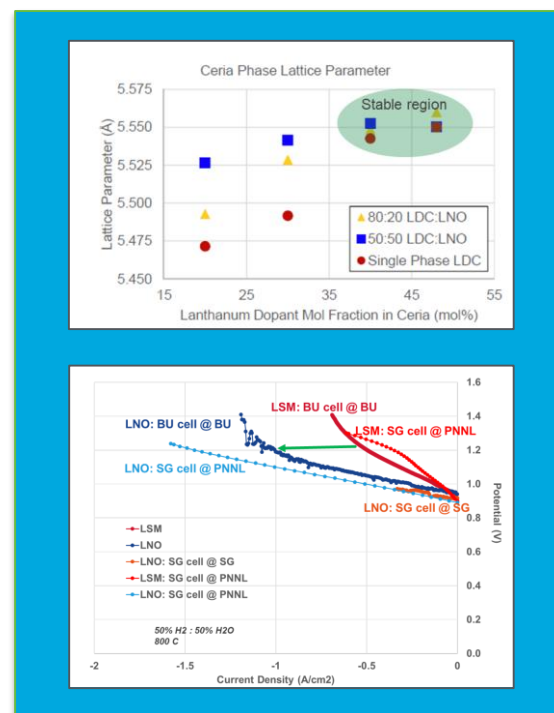 Ceria Phase Lattice Parameter
5.575
5.550
5.525
5.500
5.475
5.450
Lattice Parameter (Å)
Stable region
80:20 LDC:LNO
50:50 LDC:LNO
Single Phase LDC
15 25 35 45 55
Lanthanum Dopant Mol Fraction in Ceria (mol%)
LNO: BU cell @ BU
LSM: BU cell @ BU
LSM: SG cell @ PNNL
LNO: SG cell @ PNNL
LNO: SG cell @ SG
1.6
1.4
1.2
1.0
0.8
0.6
0.4
0.2
0.0
Potential (V)
LSM
LNO
LNO: SG cell @ SG
LSM: SG cell @ PNNL
LNO: SG cell @ PNNL
50% H2 : 50% H2O
800 C
-2 -1.5 -1 -0.5 0
Current Density (A/cm2)